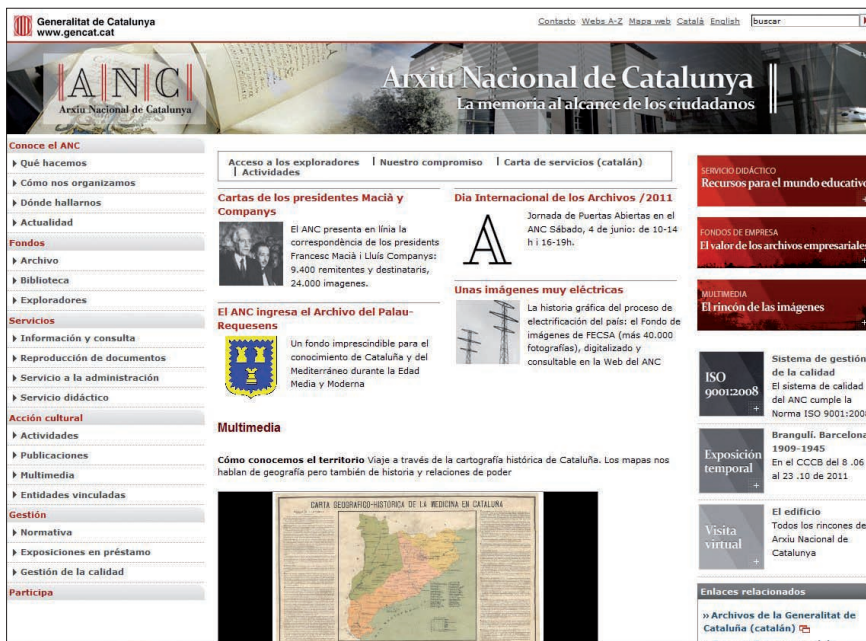 Generalitat de Catalunya
www.gencat.cat
Contacto Webs A-Z Mapa web Català English buscar
A|N|C
Arxiu Nacional de Catalunya
Arxiu Nacional de Catalunya
La memoria al alcance de los ciudadanos
Conoce el ANC
Qué hacemos
Cómo nos organizamos
Dónde hallarnos
Actualidad
Fondos
Archivo
Biblioteca
Exploradores
Servicios
Información y consulta
Reproducción de documentos
Servicio a la administración
Servicio didáctico
Acción cultural
Actividades
Publicaciones
Multimedia
Entidades vinculadas
Gestión
Normativa
Exposiciones en préstamo
Gestión de la calidad
Participa
Acceso a los exploradores | Nuestro compromiso | Carta de servicios (catalán)
| Actividades
Cartas de los presidentes Macià y
Companys
El ANC presenta en línia la
correspondència de los presidents
Francesc Macià i Lluís Companys:
9.400 remitentes y destinataris,
24.000 imagenes.
El ANC ingresa el Archivo del Palau-
Requesens
Un fondo imprescindible para el
conocimiento de Cataluña y del
Mediterráneo durante la Edad
Media y Moderna
Dia Internacional de los Archivos /2011
Jornada de Puertas Abiertas en el
ANC Sábado, 4 de junio: de 10-14
h i 16-19h.
Unas imágenes muy eléctricas
La historia gráfica del proceso de
electrificación del país: el Fondo de
imágenes de FECSA (más 40.000
fotografías), digitalizado y
consultable en la Web del ANC
Multimedia
Cómo conocemos el territorio Viaje a través de la cartografía histórica de Cataluña. Los mapas nos
hablan de geografía pero también de historia y relaciones de poder
CARTA GEOGRAFICO-HISTÓRICA DE LA MEDICINA EN CATALUÑA
SERVICIO DIDÁCTICO
Recursos para el mundo educativo
FONDOS DE EMPRESA
El valor de los archivos empresariales
MULTIMEDIA
El rincón de las imágenes
ISO
9001:2008
Sistema de gestión
de la calidad
El sistema de calidad
del ANC cumple la
Norma ISO 9001:2008
Exposición
temporal
Brangulí. Barcelona
1909-1945
En el CCCB del 8 .06
al 23 .10 de 2011
Visita
virtual
El edificio
Todos los rincones de
Arxiu Nacional de
Catalunya
Enlaces relacionados
» Archivos de la Generalitat de
Cataluña (catalán)